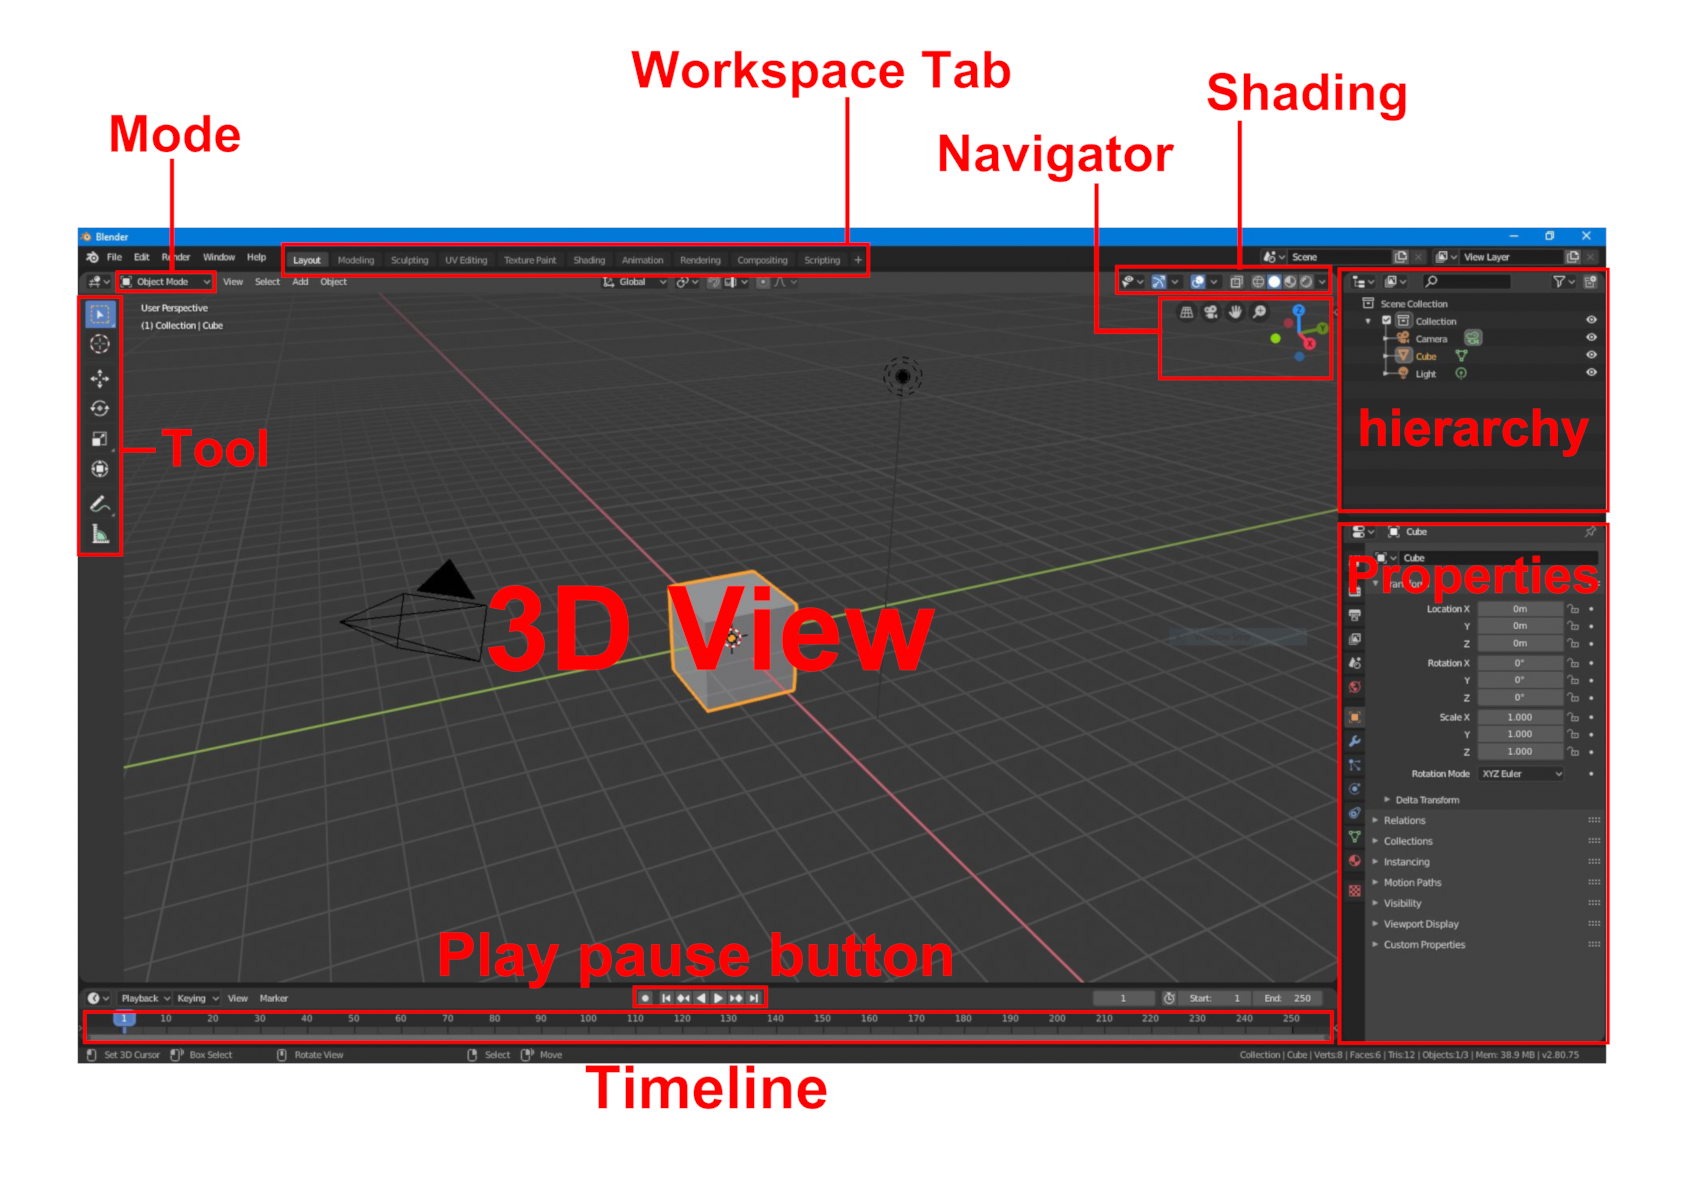 Workspace Tab
Shading
Mode
Navigator
Blender
File Edit Render Window Help Layout Modeling Sculpting UV Editing Texture Paint Shading Animation Rendering Compositing Scripting + Scene View Layer
Object Mode View Select Add Object Global
User Perspective
(1) Collection | Cube
Scene Collection
Collection
Camera
Cube
Light
Z
Y
X
hierarchy
Tool
Cube
Cube
Properties
Location X 0m
Y 0m
Z 0m
Rotation X 0°
Y 0°
Z 0°
Scale X 1.000
Y 1.000
Z 1.000
Rotation Mode XYZ Euler
Delta Transform
Relations
Collections
Instancing
Motion Paths
Visibility
Viewport Display
Custom Properties
3D View
Play pause button
Playback Keying View Marker 1 Start: 1 End: 250
1 10 20 30 40 50 60 70 80 90 100 110 120 130 140 150 160 170 180 190 200 210 220 230 240 250
Set 3D Cursor Box Select Rotate View Select Move Collection | Cube | Verts:8 | Faces:6 | Tris:12 | Objects:1/3 | Mem: 38.9 MB | v2.80.75
Timeline